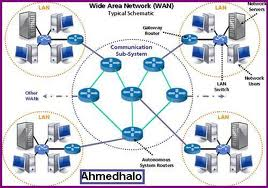 Wide Area Network (WAN)
Typical Schematic
Network Servers
LAN
Gateway Router
LAN
Communication Sub-System
LAN Switch
Network Users
Other WANs
LAN
LAN
Autonomous System Routers
Ahmedhalo